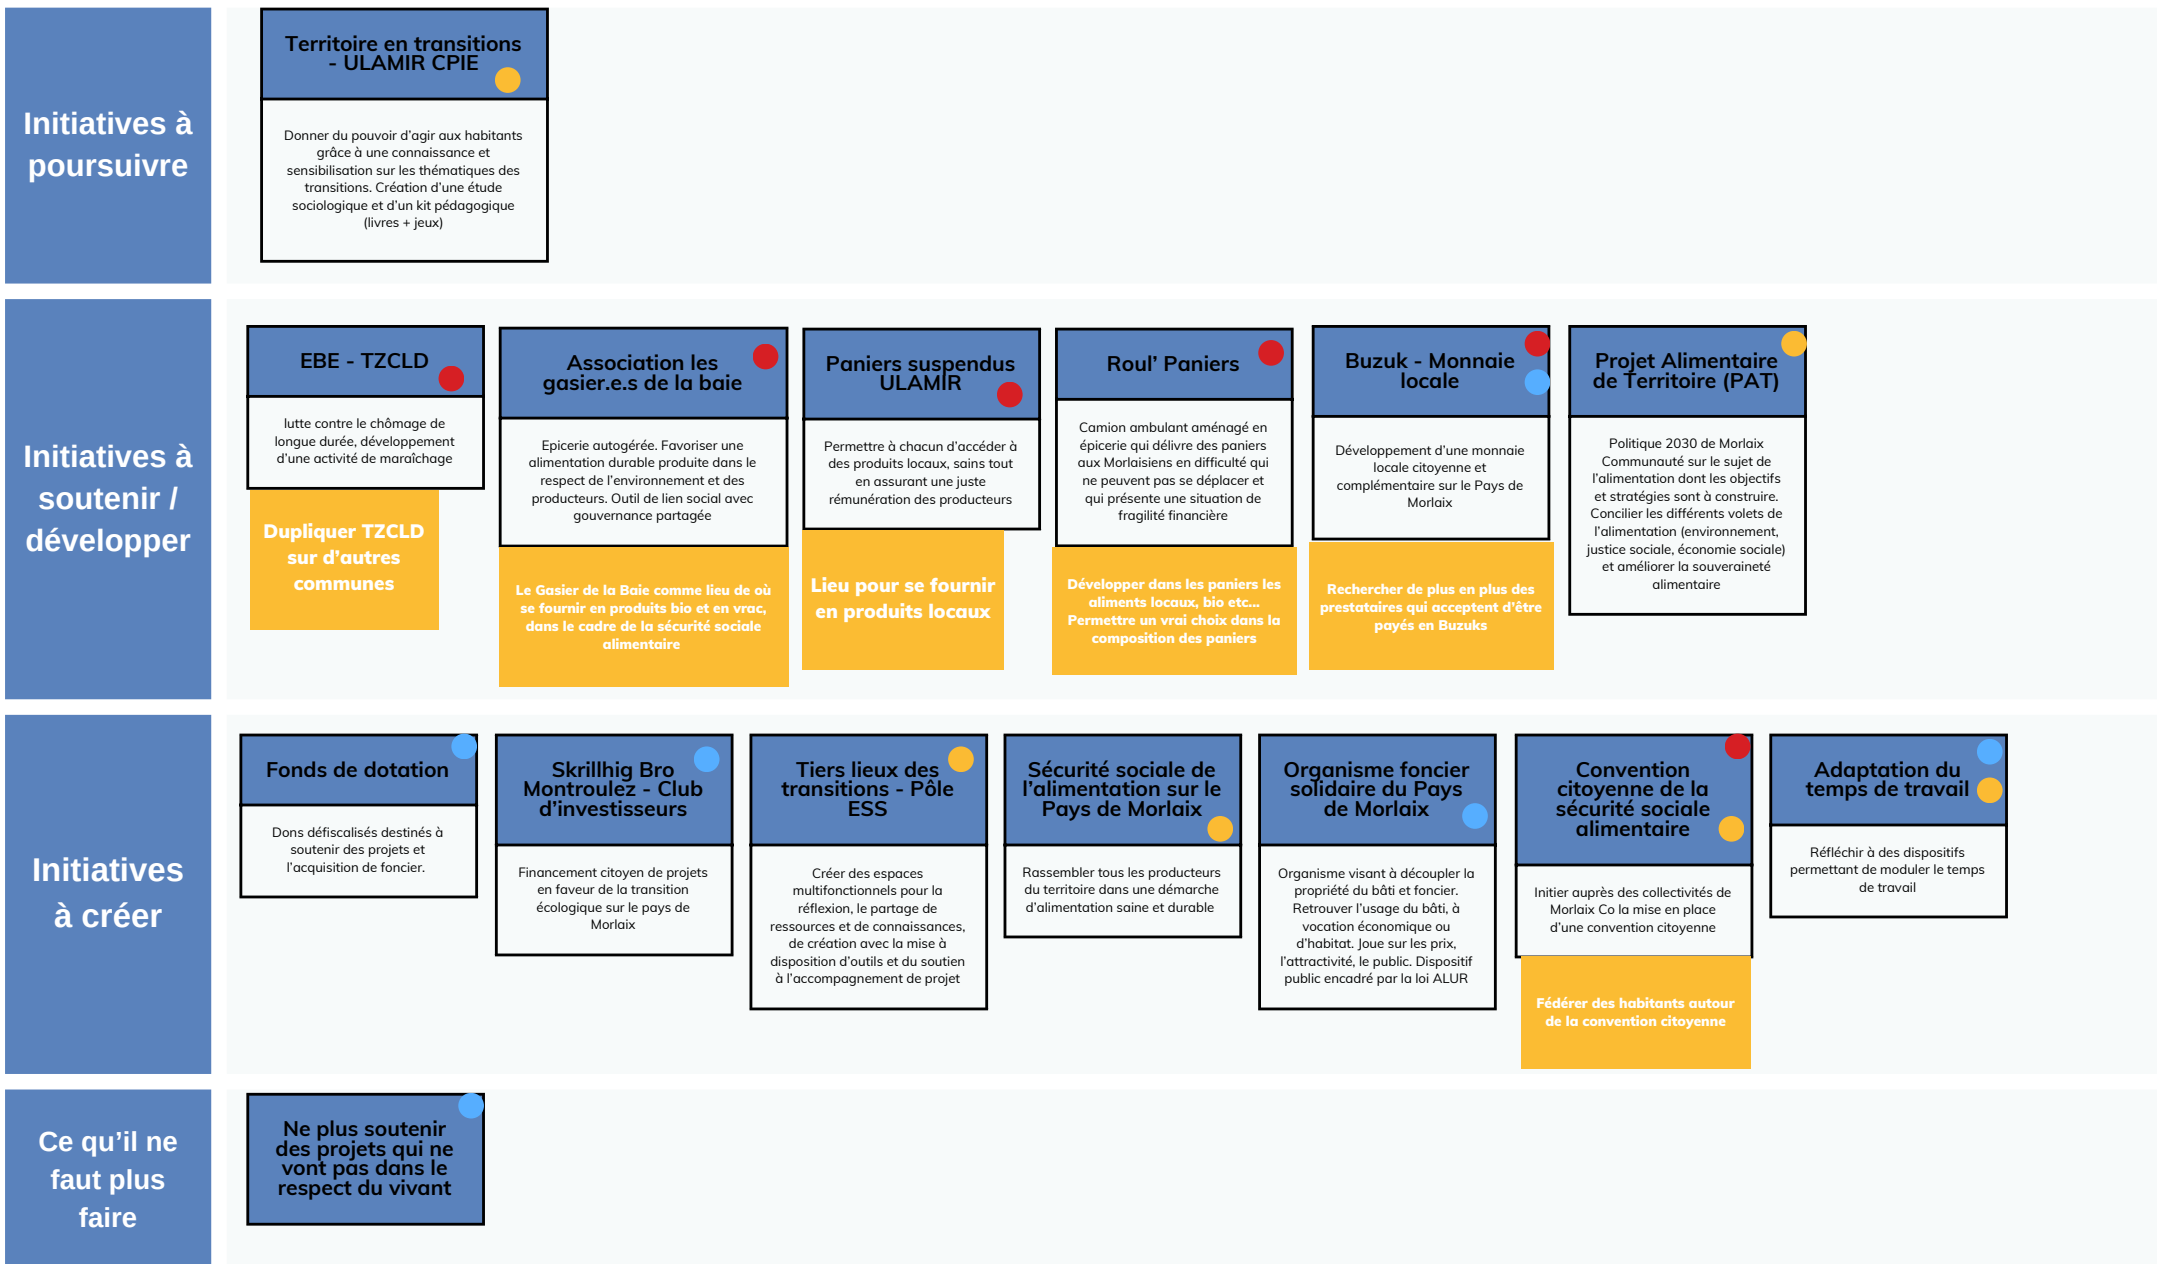 Initiatives à
poursuivre
Territoire en transitions
- ULAMIR CPIE
Donner du pouvoir d'agir aux habitants
grâce à une connaissance et
sensibilisation sur les thématiques des
transitions. Création d'une étude
sociologique et d'un kit pédagogique
(livres + jeux)
Initiatives à
soutenir /
développer
EBE - TZCLD
lutte contre le chômage de
longue durée, développement
d'une activité de maraîchage
Dupliquer TZCLD
sur d'autres
communes
Association les
gasier.e.s de la baie
Epicerie autogérée. Favoriser une
alimentation durable produite dans le
respect de l'environnement et des
producteurs. Outil de lien social avec
gouvernance partagée
Le Gasier de la Baie comme lieu de où
se fournir en produits bio et en vrac,
dans le cadre de la sécurité sociale
alimentaire
Paniers suspendus
ULAMIR
Permettre à chacun d'accéder à
des produits locaux, sains tout
en assurant une juste
rémunération des producteurs
Lieu pour se fournir
en produits locaux
Roul' Paniers
Camion ambulant aménagé en
épicerie qui délivre des paniers
aux Morlaisiens en difficulté qui
ne peuvent pas se déplacer et
qui présente une situation de
fragilité financière
Développer dans les paniers les
aliments locaux, bio etc...
Permettre un vrai choix dans la
composition des paniers
Buzuk - Monnaie
locale
Développement d'une monnaie
locale citoyenne et
complémentaire sur le Pays de
Morlaix
Rechercher de plus en plus des
prestataires qui acceptent d'être
payés en Buzuks
Projet Alimentaire
de Territoire (PAT)
Politique 2030 de Morlaix
Communauté sur le sujet de
l'alimentation dont les objectifs
et stratégies sont à construire.
Concilier les différents volets de
l'alimentation (environnement,
justice sociale, économie sociale)
et améliorer la souveraineté
alimentaire
Initiatives
à créer
Fonds de dotation
Dons défiscalisés destinés à
soutenir des projets et
l'acquisition de foncier.
Skrillhig Bro
Montroulez - Club
d'investisseurs
Financement citoyen de projets
en faveur de la transition
écologique sur le pays de
Morlaix
Tiers lieux des
transitions - Pôle
ESS
Créer des espaces
multifonctionnels pour la
réflexion, le partage de
ressources et de connaissances,
de création avec la mise à
disposition d'outils et du soutien
à l'accompagnement de projet
Sécurité sociale de
l'alimentation sur le
Pays de Morlaix
Rassembler tous les producteurs
du territoire dans une démarche
d'alimentation saine et durable
Organisme foncier
solidaire du Pays
de Morlaix
Organisme visant à découpler la
propriété du bâti et foncier.
Retrouver l'usage du bâti, à
vocation économique ou
d'habitat. Joue sur les prix,
l'attractivité, le public. Dispositif
public encadré par la loi ALUR
Convention
citoyenne de la
sécurité sociale
alimentaire
Initier auprès des collectivités de
Morlaix Co la mise en place
d'une convention citoyenne
Fédérer des habitants autour
de la convention citoyenne
Adaptation du
temps de travail
Réfléchir à des dispositifs
permettant de moduler le temps
de travail
Ce qu'il ne
faut plus
faire
Ne plus soutenir
des projets qui ne
vont pas dans le
respect du vivant